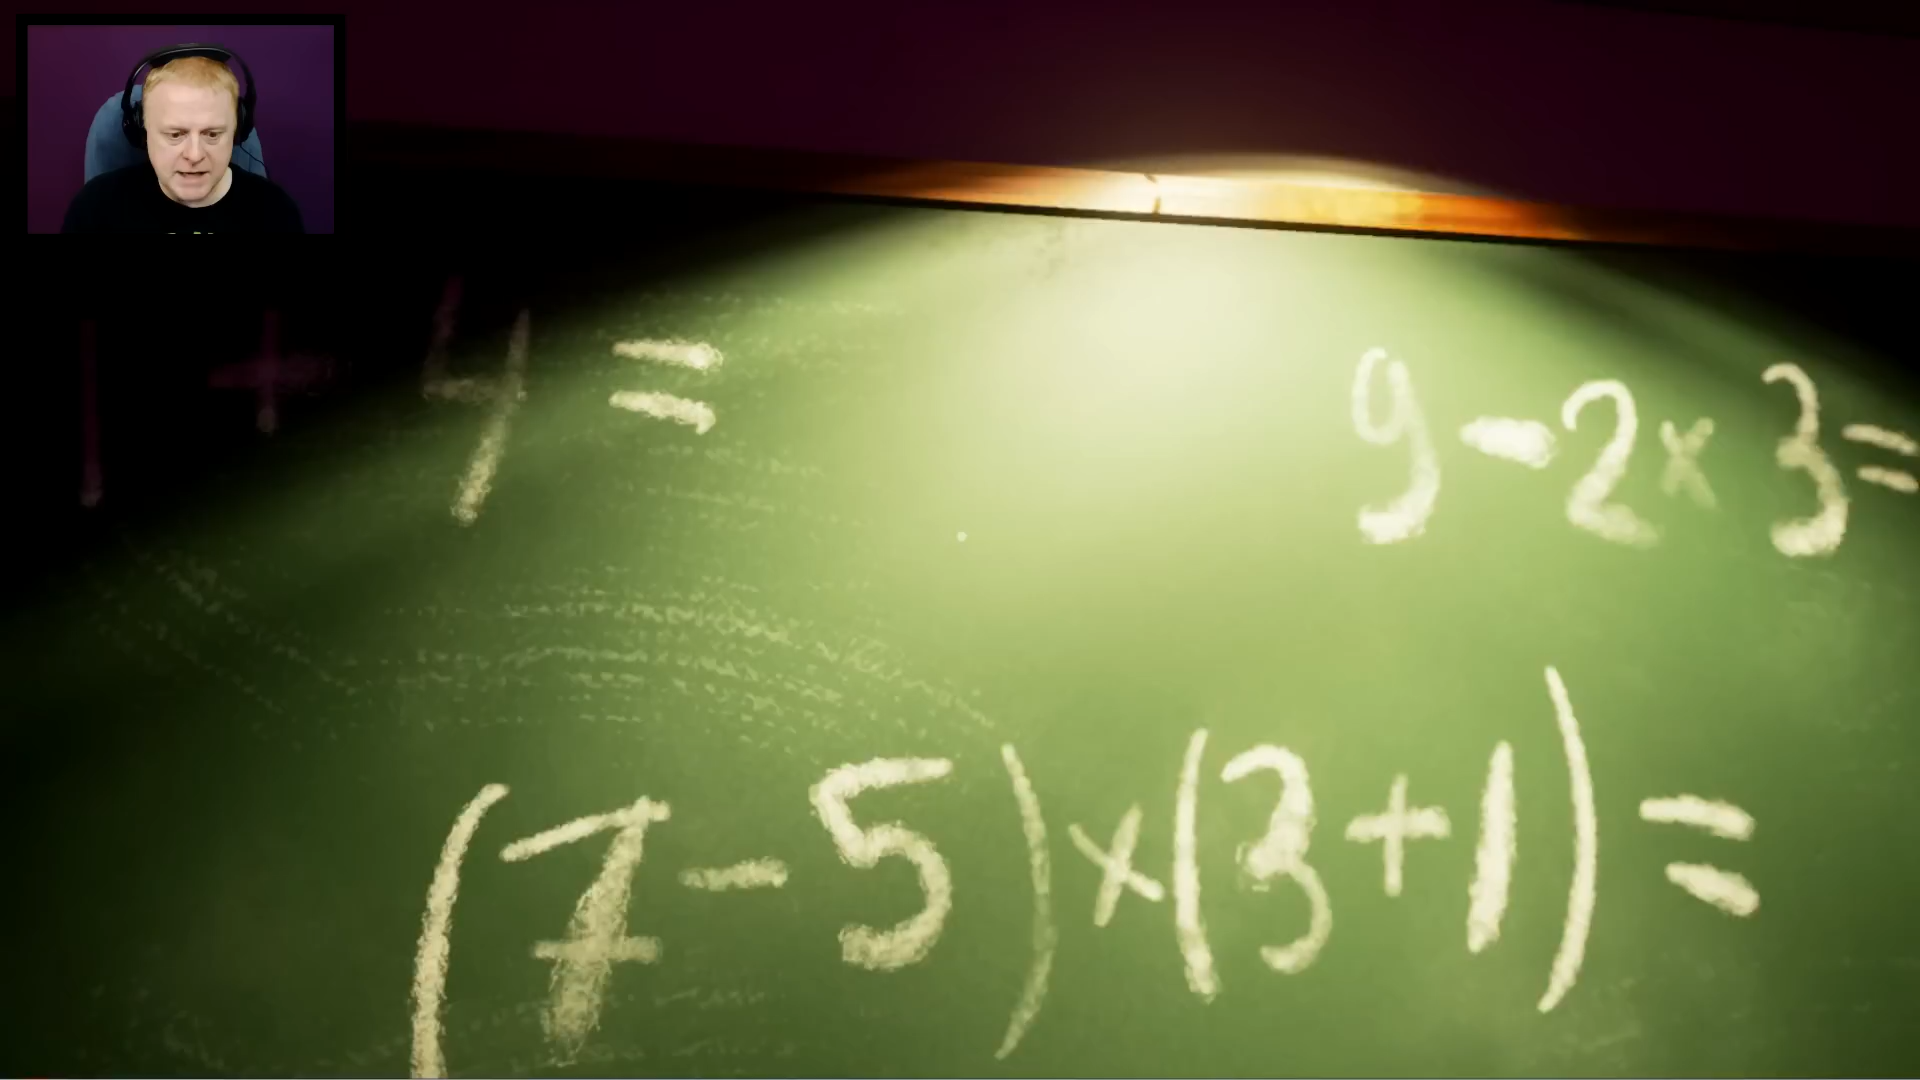 1 + 4 =
9 - 2 x 3 =
(7 - 5) x (3 + 1) =